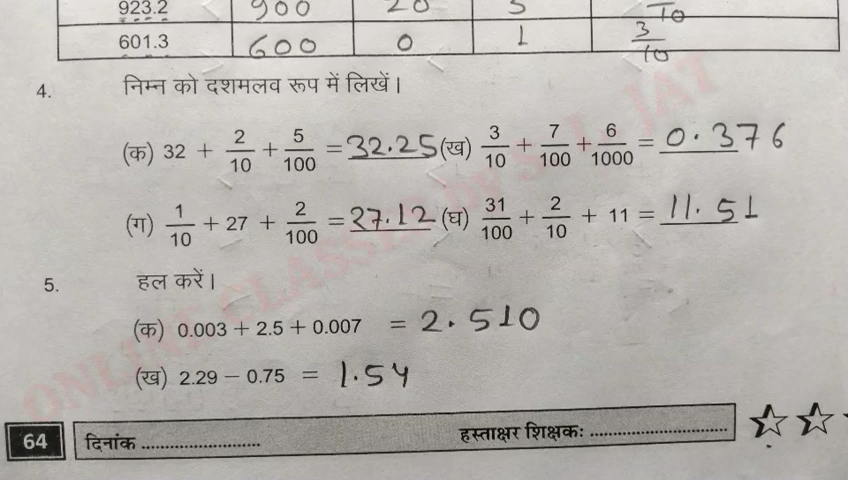 923.2 900 20 3 /10
601.3 600 0 1 3/10
4. निम्न को दशमलव रूप में लिखें।
(क) 32 + 2/10 + 5/100 = 32.25 (ख) 3/10 + 7/100 + 6/1000 = 0.376
(ग) 1/10 + 27 + 2/100 = 27.12 (घ) 31/100 + 2/10 + 11 = 11.51
5. हल करें।
(क) 0.003 + 2.5 + 0.007 = 2.510
(ख) 2.29 – 0.75 = 1.54
64 दिनांक .......................... हस्ताक्षर शिक्षकः ..............................